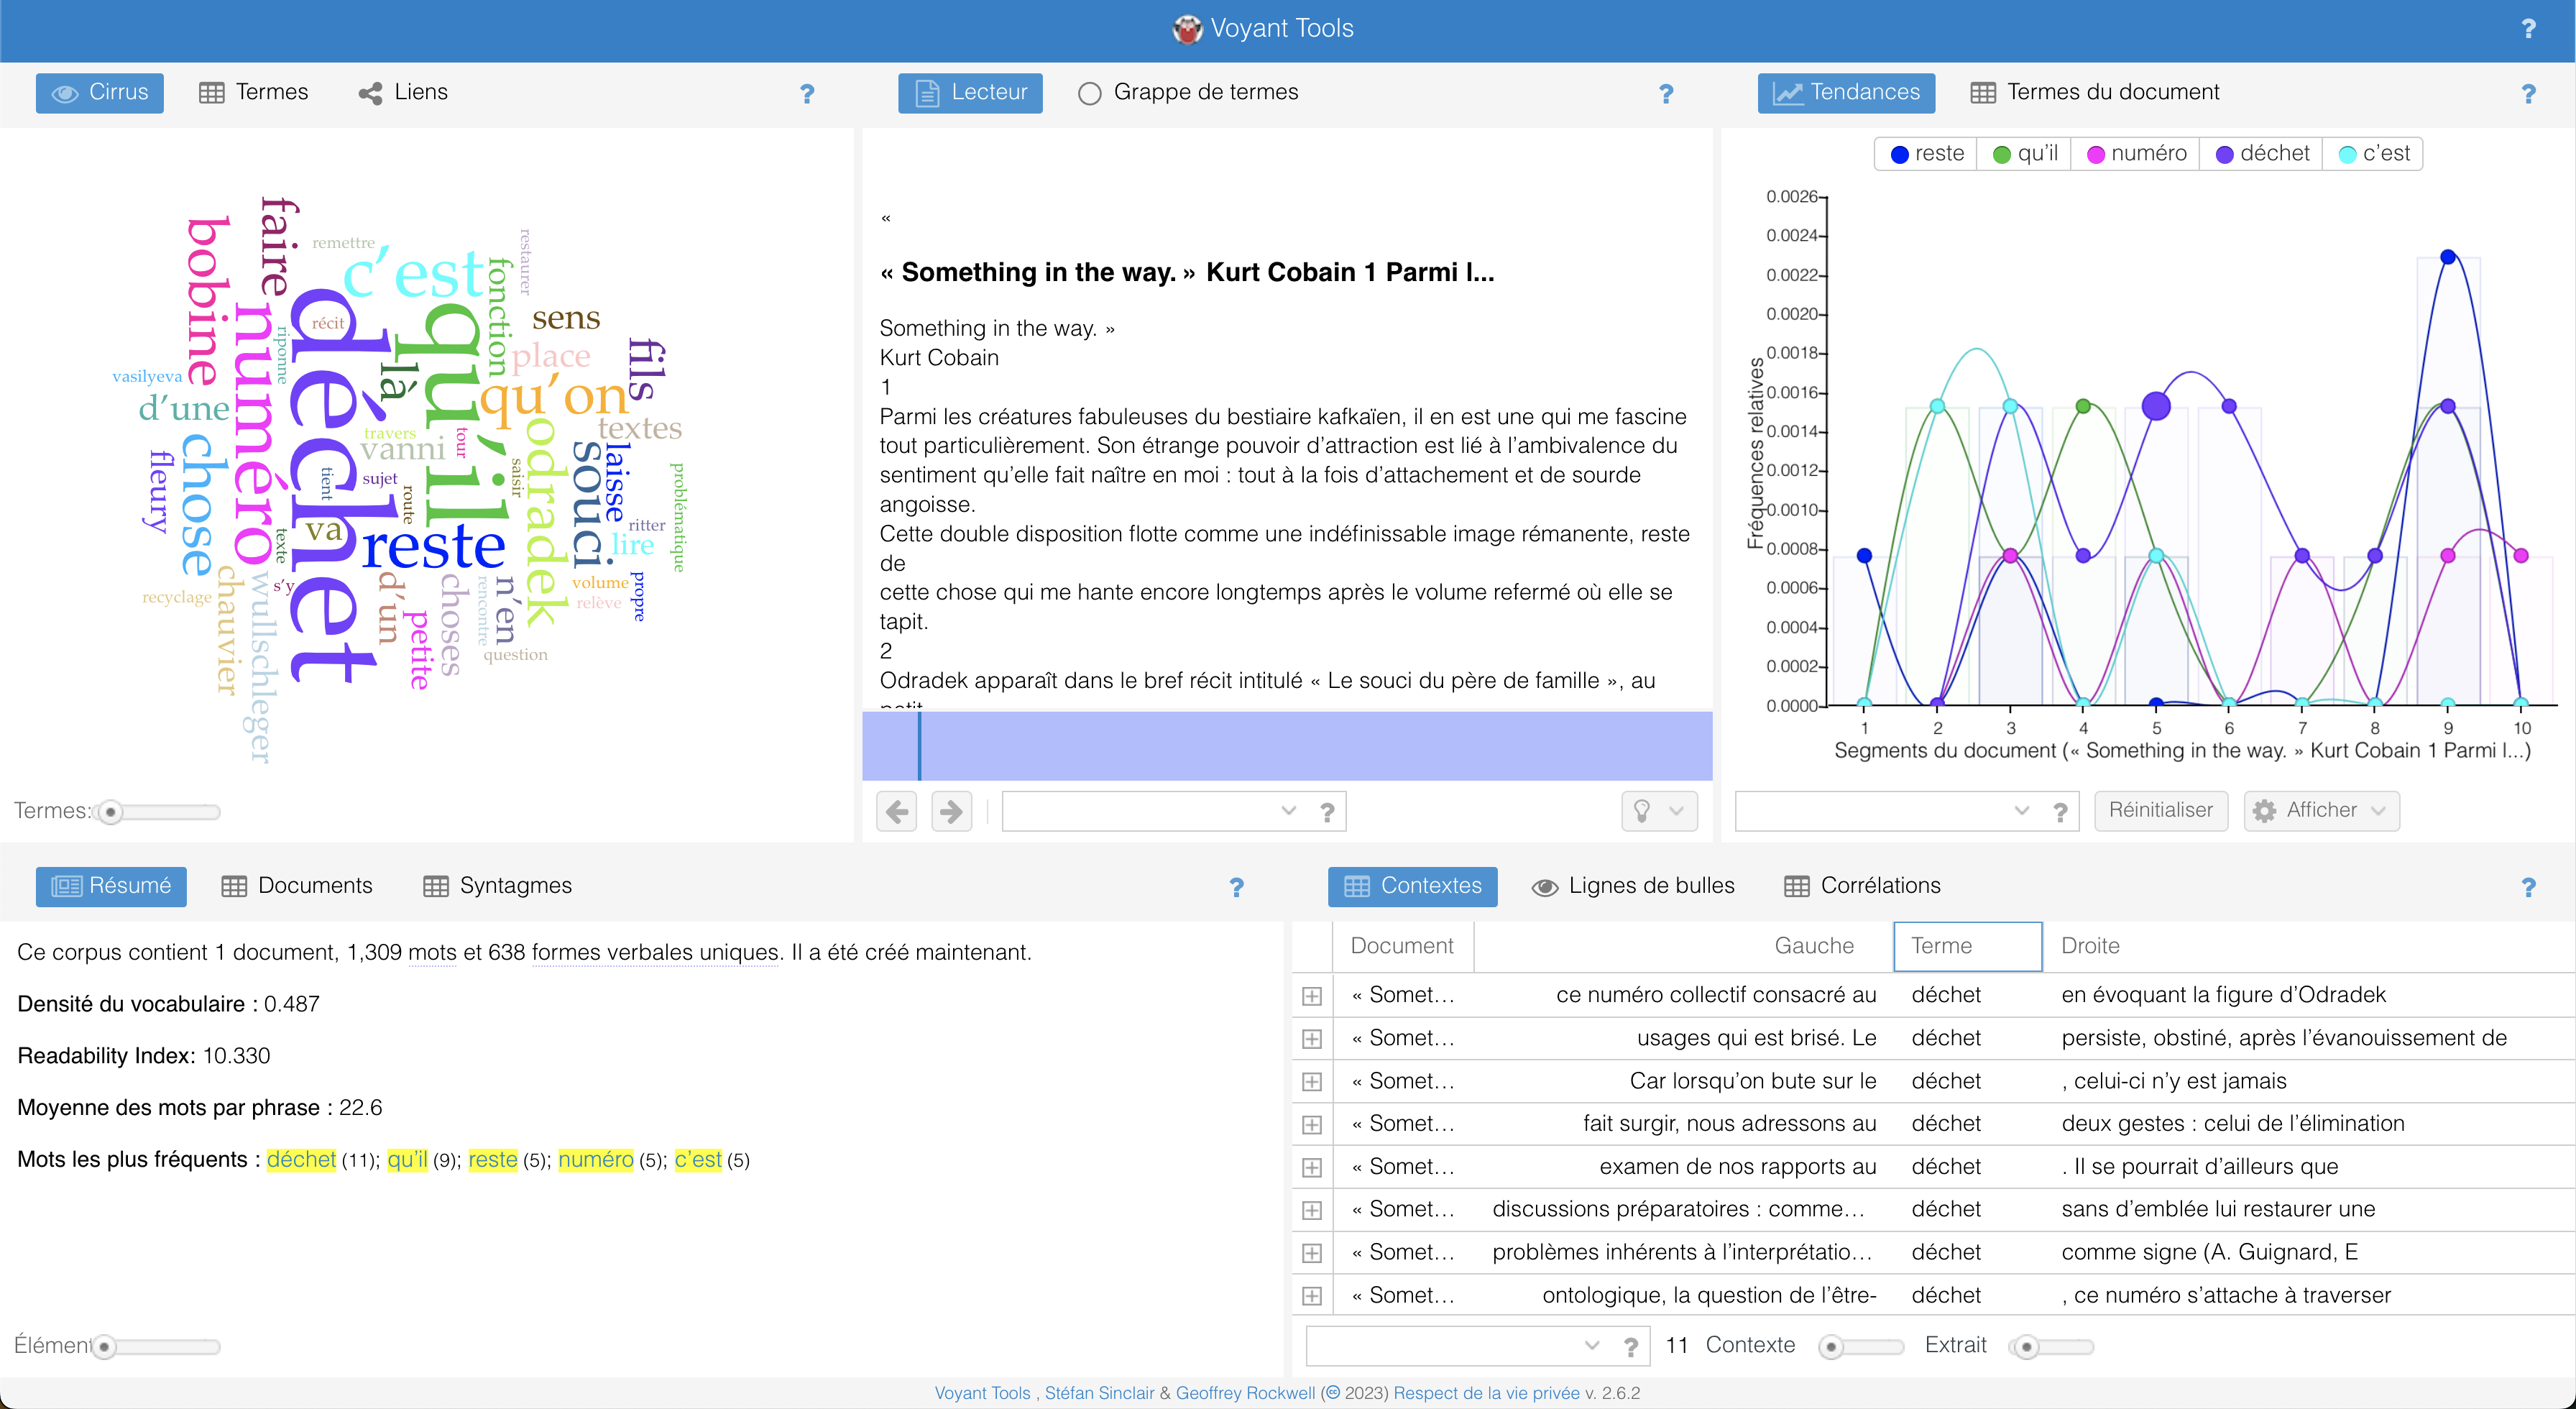 Voyant Tools
?
Cirrus
Termes
Liens
?
faire
bobine
remettre
c’est
restaurer
fonction
sens
déchet
récit
riponne
numéro
qu’il
là
place
fils
vasilyeva
d’une
qu’on
textes
travers
vanni
tour
odradek
chose
fleury
tient
sujet
route
saisir
souci
laisse
problématique
va
texte
reste
ritter
lire
s’y
recyclage
chauvier
wullschleger
d’un
petite
choses
rencontre
n’en
volume
relève
propre
question
Termes:
Lecteur
Grappe de termes
?
«
« Something in the way. » Kurt Cobain 1 Parmi l...
Something in the way. »
Kurt Cobain
1
Parmi les créatures fabuleuses du bestiaire kafkaïen, il en est une qui me fascine
tout particulièrement. Son étrange pouvoir d’attraction est lié à l’ambivalence du
sentiment qu’elle fait naître en moi : tout à la fois d’attachement et de sourde
angoisse.
Cette double disposition flotte comme une indéfinissable image rémanente, reste
de
cette chose qui me hante encore longtemps après le volume refermé où elle se
tapit.
2
Odradek apparaît dans le bref récit intitulé « Le souci du père de famille », au
petit
?
Tendances
Termes du document
?
reste qu’il numéro déchet c’est
Fréquences relatives
0.0026
0.0024
0.0022
0.0020
0.0018
0.0016
0.0014
0.0012
0.0010
0.0008
0.0006
0.0004
0.0002
0.0000
1 2 3 4 5 6 7 8 9 10
Segments du document (« Something in the way. » Kurt Cobain 1 Parmi l...)
? Réinitialiser Afficher
Résumé
Documents
Syntagmes
?
Ce corpus contient 1 document, 1,309 mots et 638 formes verbales uniques. Il a été créé maintenant.
Densité du vocabulaire : 0.487
Readability Index: 10.330
Moyenne des mots par phrase : 22.6
Mots les plus fréquents : déchet (11); qu’il (9); reste (5); numéro (5); c’est (5)
Élément
Contextes
Lignes de bulles
Corrélations
?
Document Gauche Terme Droite
« Somet… ce numéro collectif consacré au déchet en évoquant la figure d’Odradek
« Somet… usages qui est brisé. Le déchet persiste, obstiné, après l’évanouissement de
« Somet… Car lorsqu’on bute sur le déchet , celui-ci n’y est jamais
« Somet… fait surgir, nous adressons au déchet deux gestes : celui de l’élimination
« Somet… examen de nos rapports au déchet . Il se pourrait d’ailleurs que
« Somet… discussions préparatoires : comme… déchet sans d’emblée lui restaurer une
« Somet… problèmes inhérents à l’interprétatio… déchet comme signe (A. Guignard, E
« Somet… ontologique, la question de l’être- déchet , ce numéro s’attache à traverser
? 11 Contexte Extrait
Voyant Tools , Stéfan Sinclair & Geoffrey Rockwell (cc 2023) Respect de la vie privée v. 2.6.2